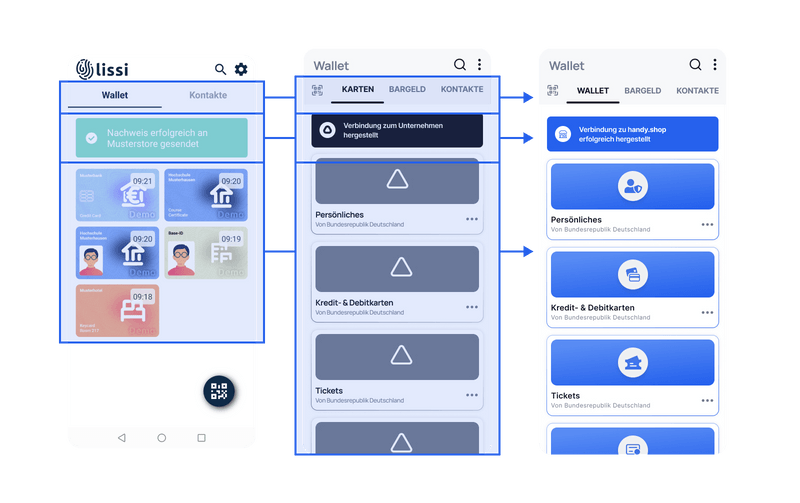 lissi
Wallet Kontakte
Nachweis erfolgreich an
Musterstore gesendet
09:21
Demo
Hochschule
Musterhausen
09:20
Demo
Hochschule
Musterhausen
09:20
Demo
Base-ID
09:19
Demo
09:18
Demo
Wallet
KARTEN BARGELD KONTAKTE
Verbindung zum Unternehmen
hergestellt
Persönliches
Von Bundesrepublik Deutschland
Kredit- & Debitkarten
Von Bundesrepublik Deutschland
Tickets
Von Bundesrepublik Deutschland
Wallet
WALLET BARGELD KONTAKTE
Verbindung zu handy.shop
erfolgreich hergestellt
Persönliches
Von Bundesrepublik Deutschland
Kredit- & Debitkarten
Von Bundesrepublik Deutschland
Tickets
Von Bundesrepublik Deutschland